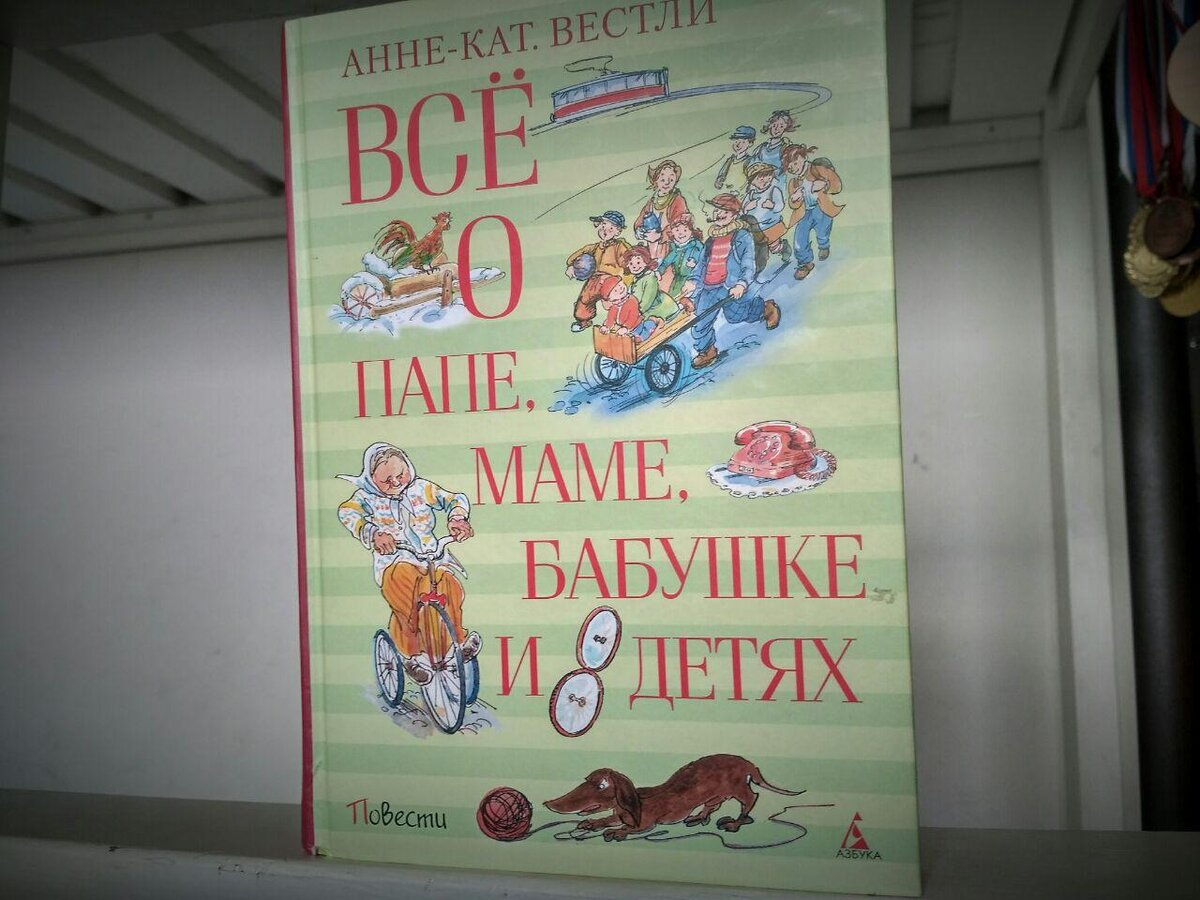 АННЕ-КАТ. ВЕСТЛИ
ВСЁ
О
ПАПЕ,
МАМЕ,
БАБУШКЕ
И 8 ДЕТЯХ
Повести
АЗБУКА